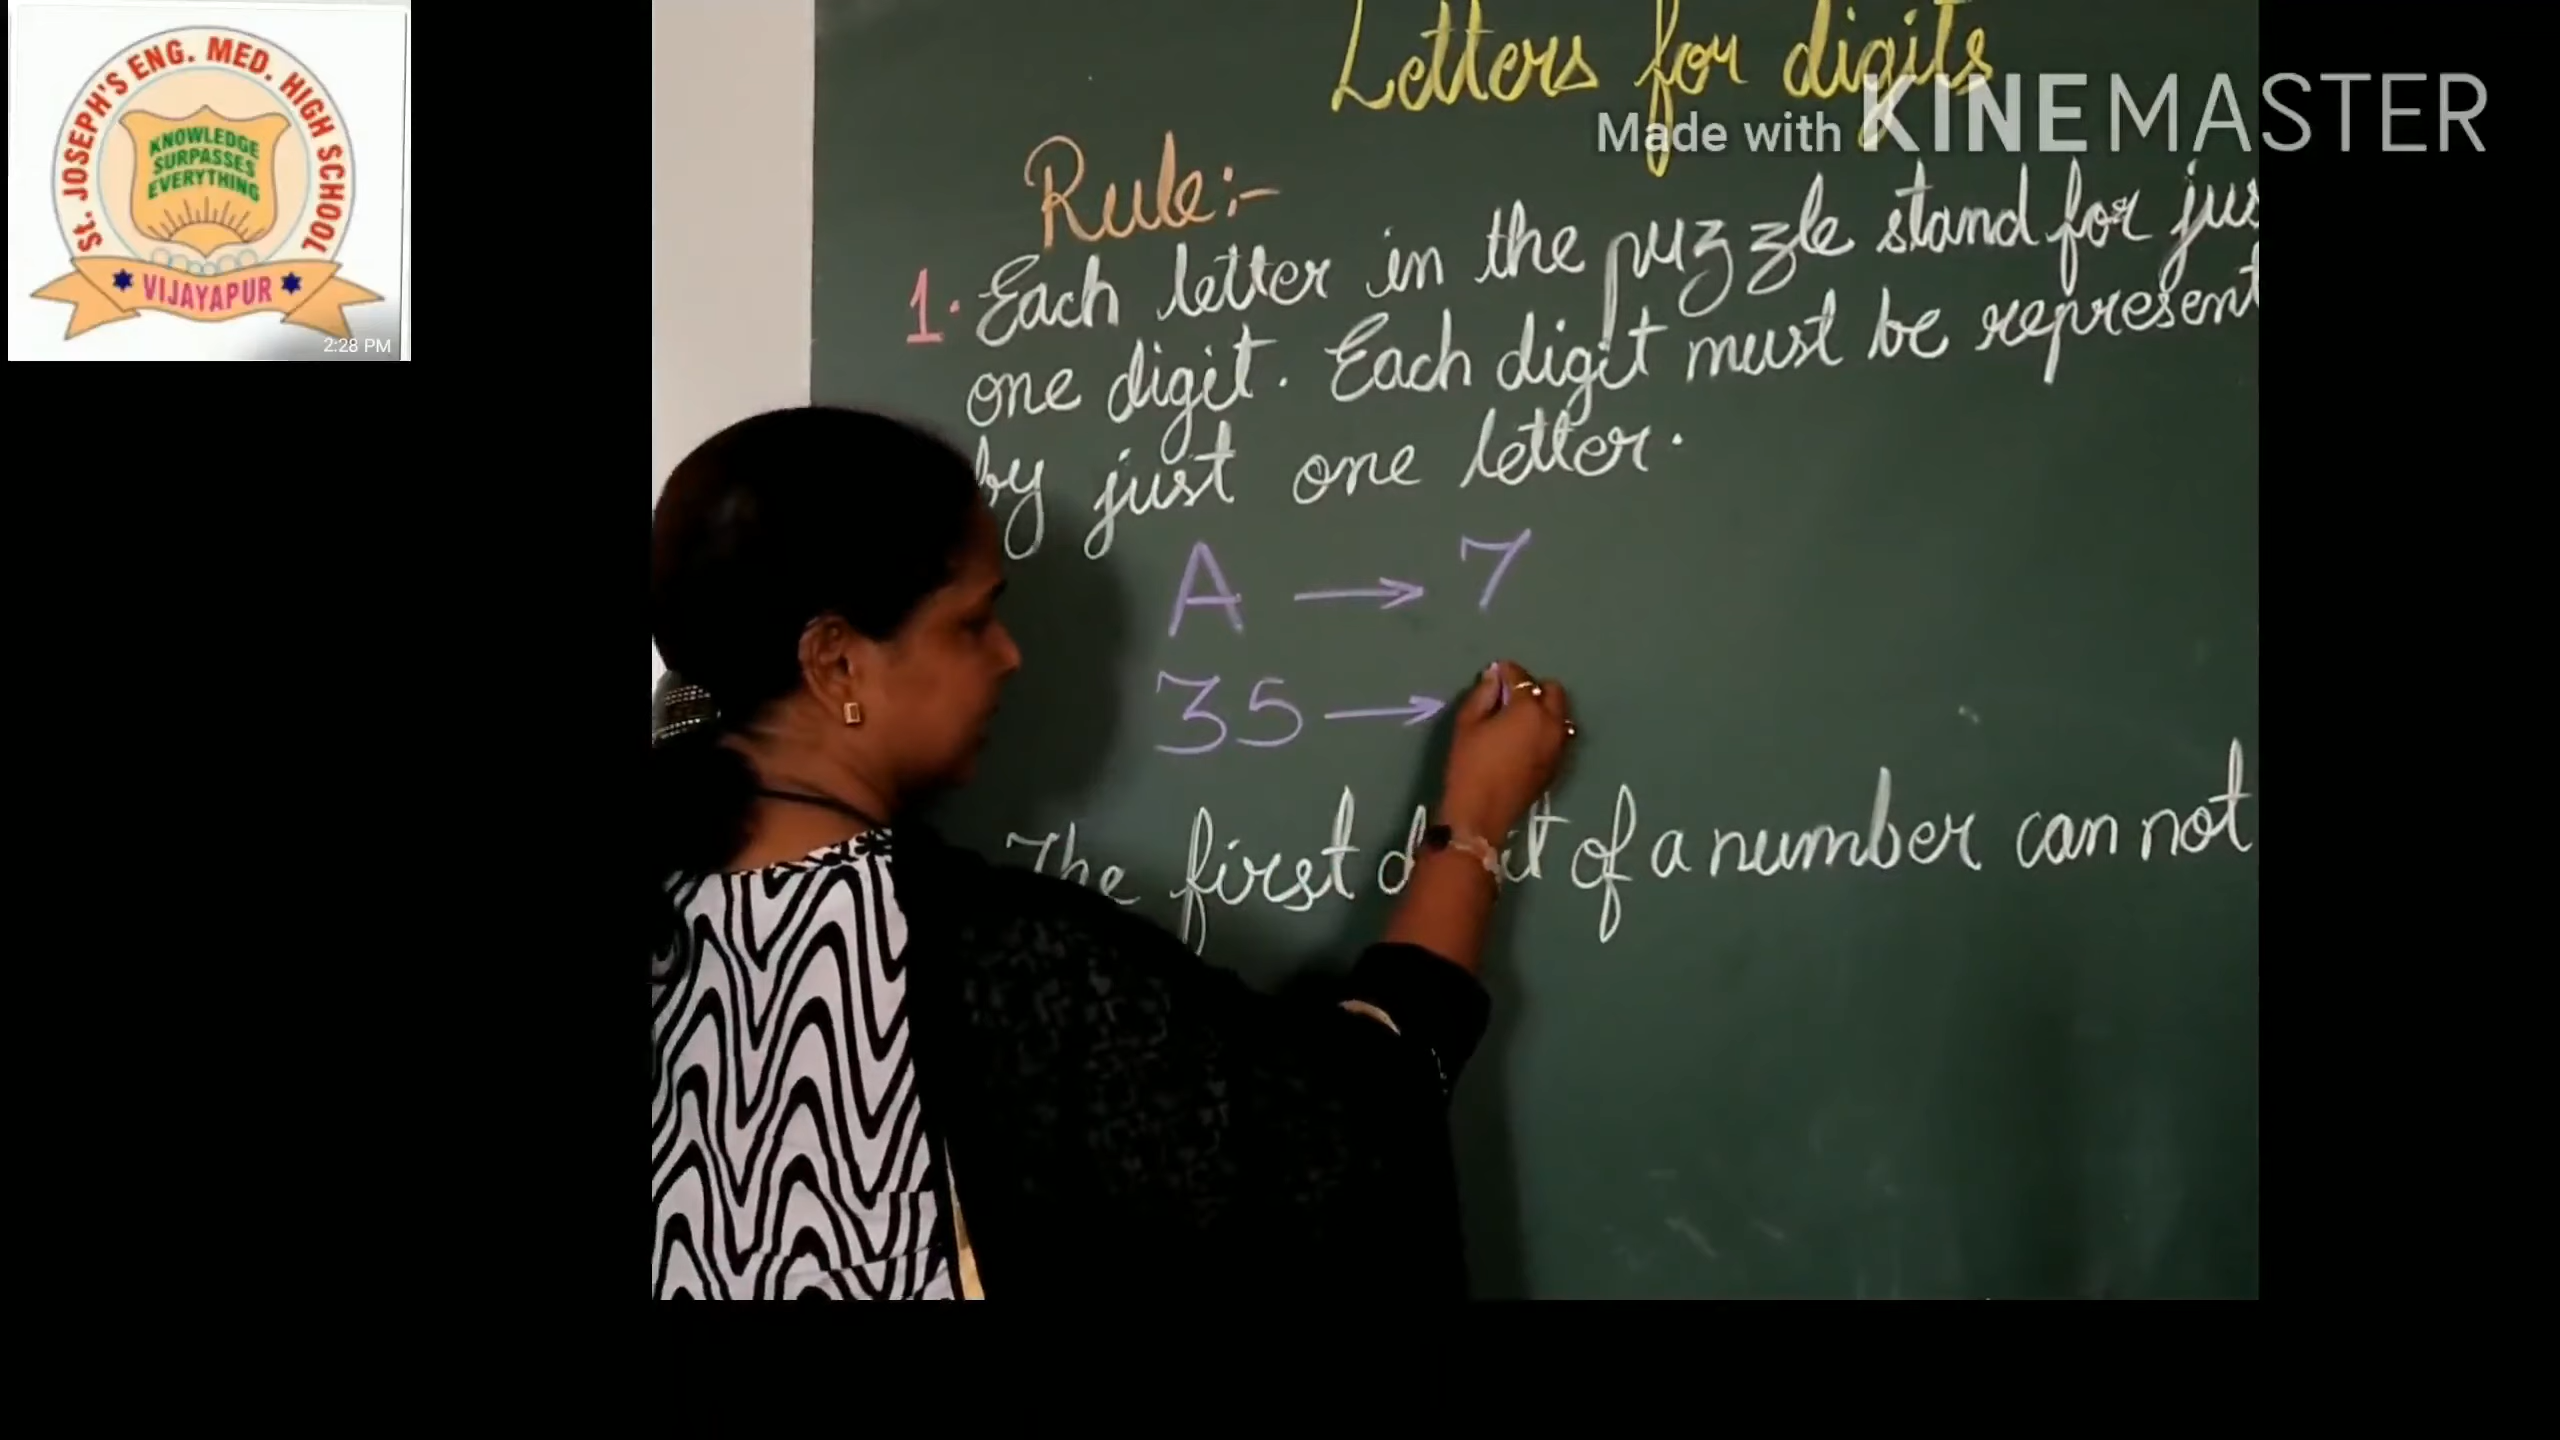 St. JOSEPH'S ENG. MED. HIGH SCHOOL
KNOWLEDGE
SURPASSES
EVERYTHING
VIJAYAPUR
2:28 PM
Made with KINEMASTER
Letters for digits
Rule:-
1. Each letter in the puzzle stand for jus
one digit. Each digit must be represent
by just one letter.
A → 7
35 →
The first of a number can not